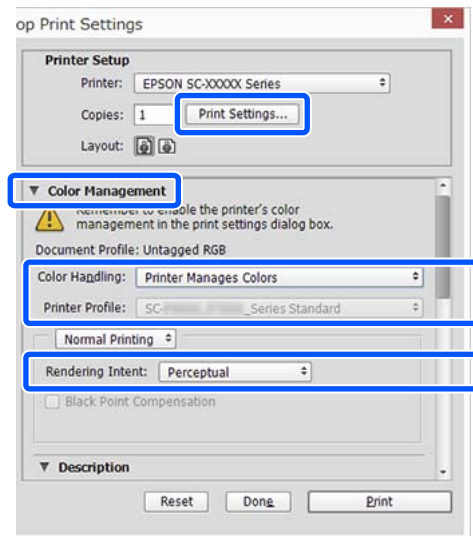 op Print Settings
Printer Setup
Printer: EPSON SC-XXXXX Series
Copies: 1 Print Settings...
Layout:
Color Management
Remember to enable the printer's color
management in the print settings dialog box.
Document Profile: Untagged RGB
Color Handling: Printer Manages Colors
Printer Profile: SC- _Series Standard
Normal Printing
Rendering Intent: Perceptual
Black Point Compensation
Description
Reset Done Print